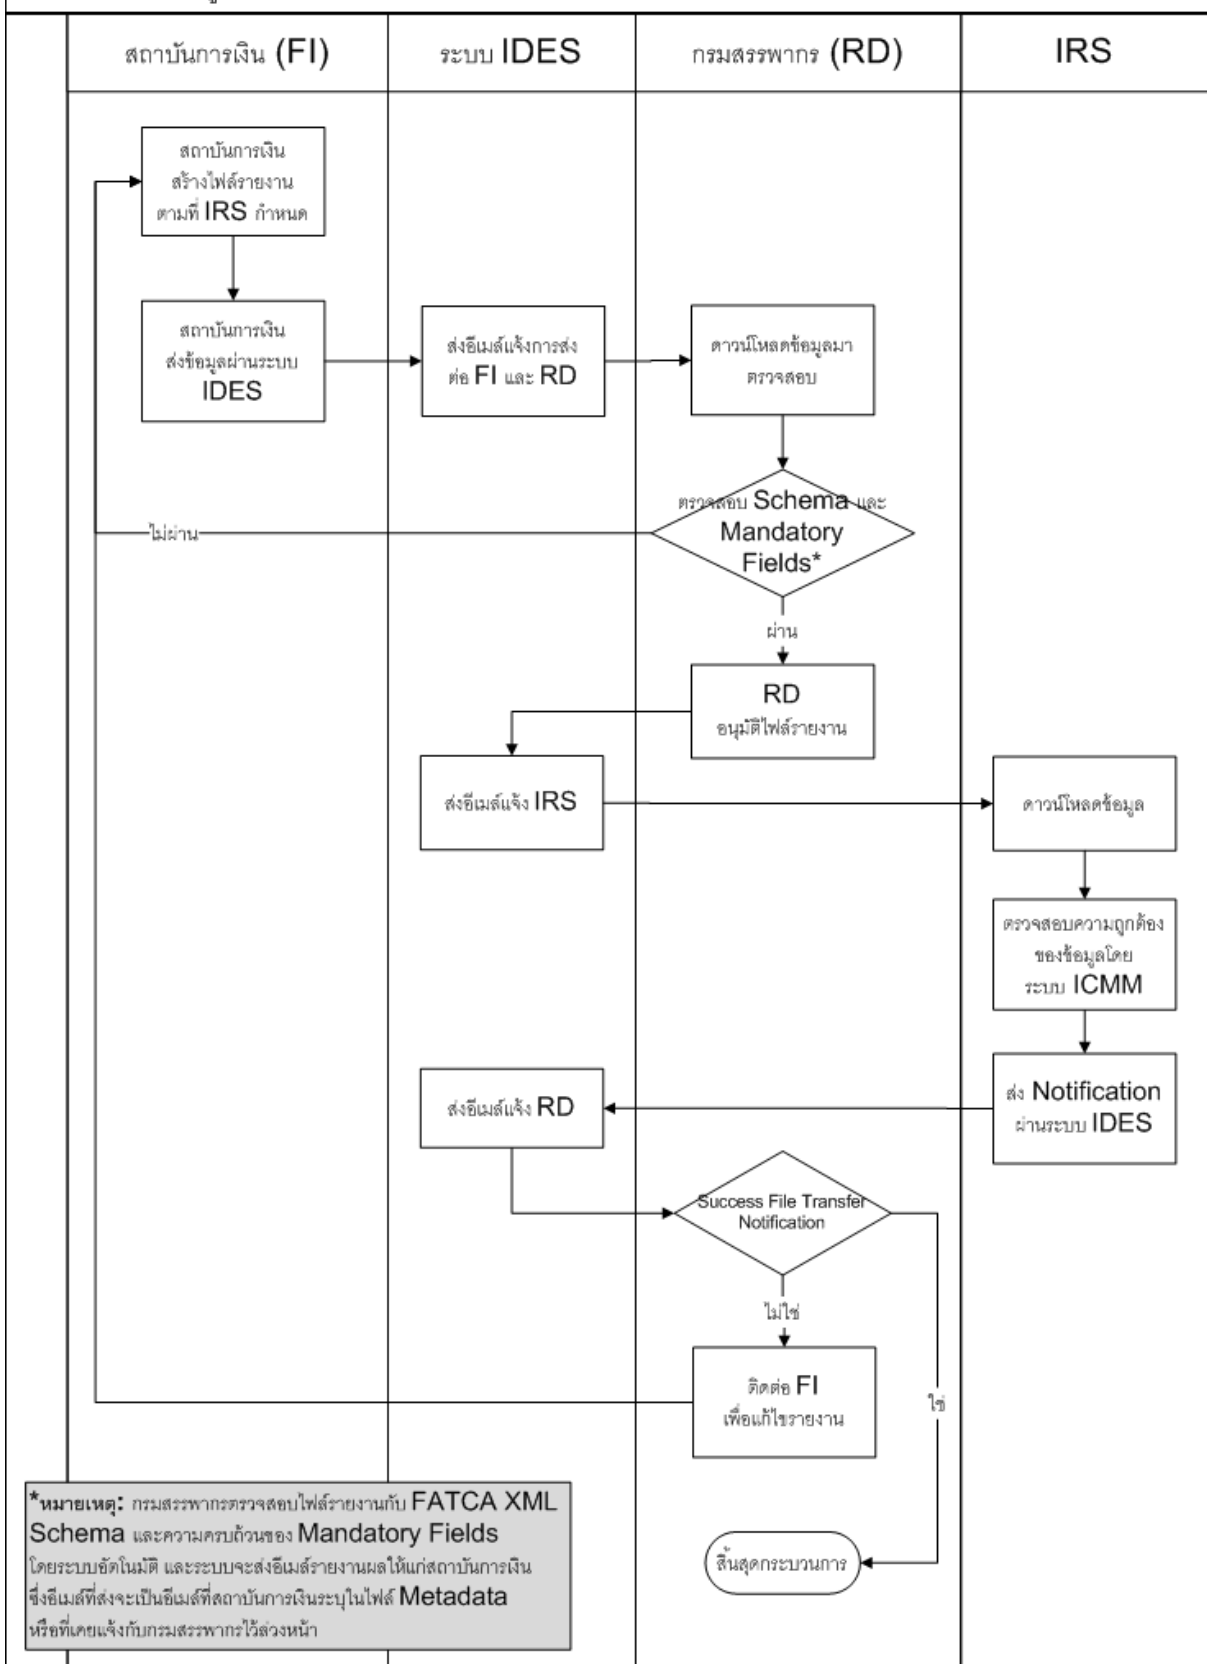 สถาบันการเงิน (FI)
ระบบ IDES
กรมสรรพากร (RD)
IRS
สถาบันการเงิน
สร้างไฟล์รายงาน
ตามที่ IRS กำหนด
สถาบันการเงิน
ส่งข้อมูลผ่านระบบ
IDES
ส่งอีเมล์แจ้งการส่ง
ต่อ FI และ RD
ดาวน์โหลดข้อมูลมา
ตรวจสอบ
ตรวจสอบ Schema และ
Mandatory
Fields*
ไม่ผ่าน
ผ่าน
RD
อนุมัติไฟล์รายงาน
ส่งอีเมล์แจ้ง IRS
ดาวน์โหลดข้อมูล
ตรวจสอบความถูกต้อง
ของข้อมูลโดย
ระบบ ICMM
ส่ง Notification
ผ่านระบบ IDES
ส่งอีเมล์แจ้ง RD
Success File Transfer
Notification
ไม่ใช่
ใช่
ติดต่อ FI
เพื่อแก้ไขรายงาน
สิ้นสุดกระบวนการ
*หมายเหตุ: กรมสรรพากรตรวจสอบไฟล์รายงานกับ FATCA XML
Schema และความครบถ้วนของ Mandatory Fields
โดยระบบอัตโนมัติ และระบบจะส่งอีเมล์รายงานผลให้แก่สถาบันการเงิน
ซึ่งอีเมล์ที่ส่งจะเป็นอีเมล์ที่สถาบันการเงินระบุในไฟล์ Metadata
หรือที่เคยแจ้งกับกรมสรรพากรไว้ล่วงหน้า